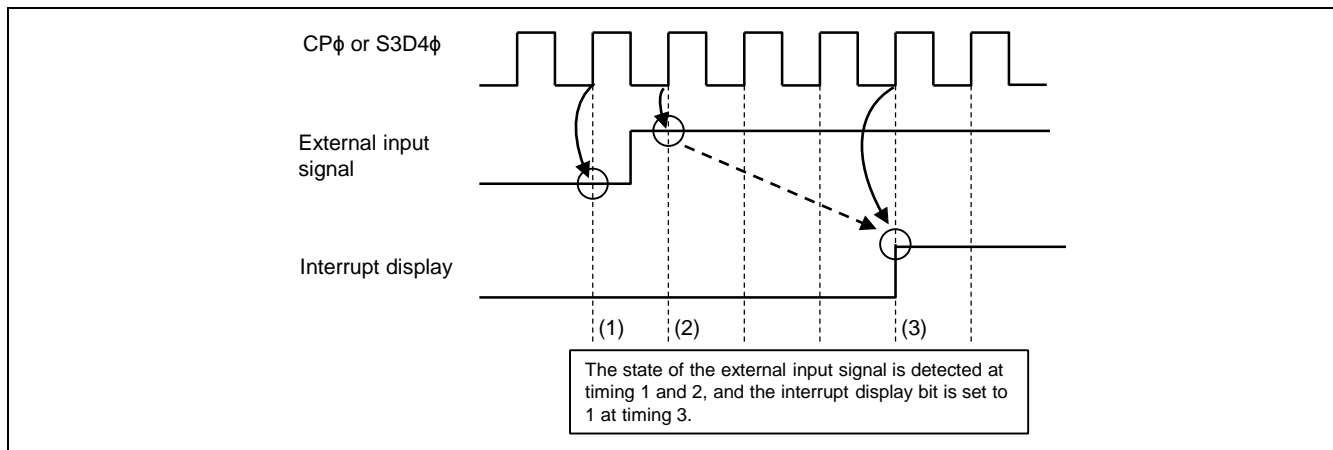 CPϕ or S3D4ϕ
External input
signal
Interrupt display
(1)
(2)
(3)
The state of the external input signal is detected at
timing 1 and 2, and the interrupt display bit is set to
1 at timing 3.